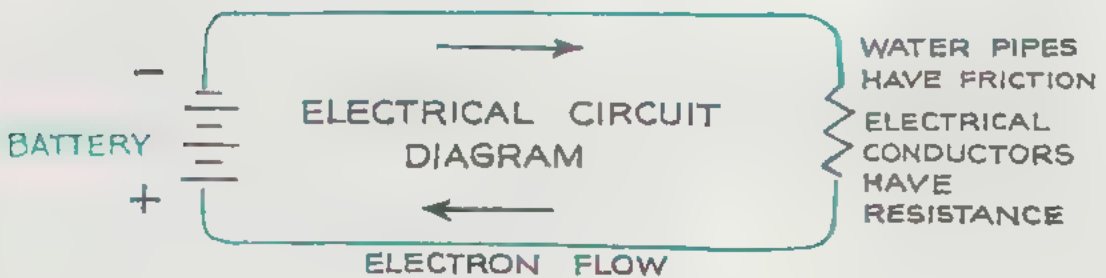 WATER PIPES
HAVE FRICTION
−
ELECTRICAL CIRCUIT
DIAGRAM
BATTERY
ELECTRICAL
CONDUCTORS
HAVE
RESISTANCE
+
ELECTRON FLOW